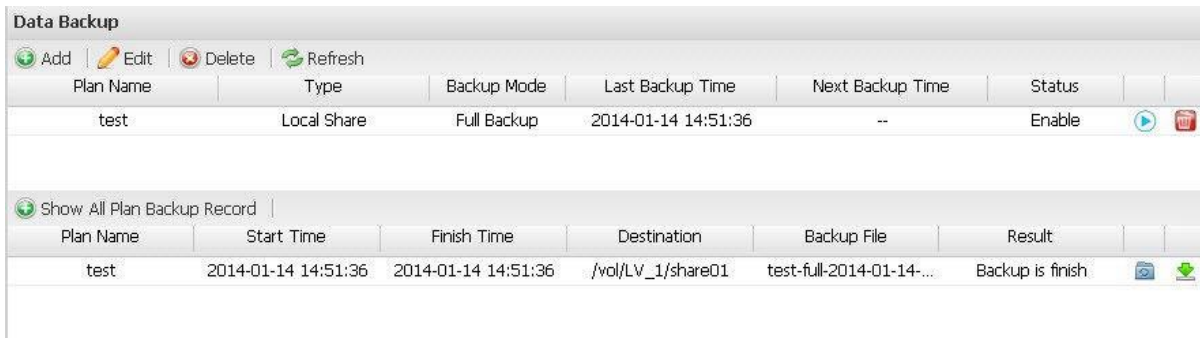 Data Backup
Add Edit Delete Refresh
Plan Name Type Backup Mode Last Backup Time Next Backup Time Status
test Local Share Full Backup 2014-01-14 14:51:36 -- Enable
Show All Plan Backup Record
Plan Name Start Time Finish Time Destination Backup File Result
test 2014-01-14 14:51:36 2014-01-14 14:51:36 /vol/LV_1/share01 test-full-2014-01-14-... Backup is finish